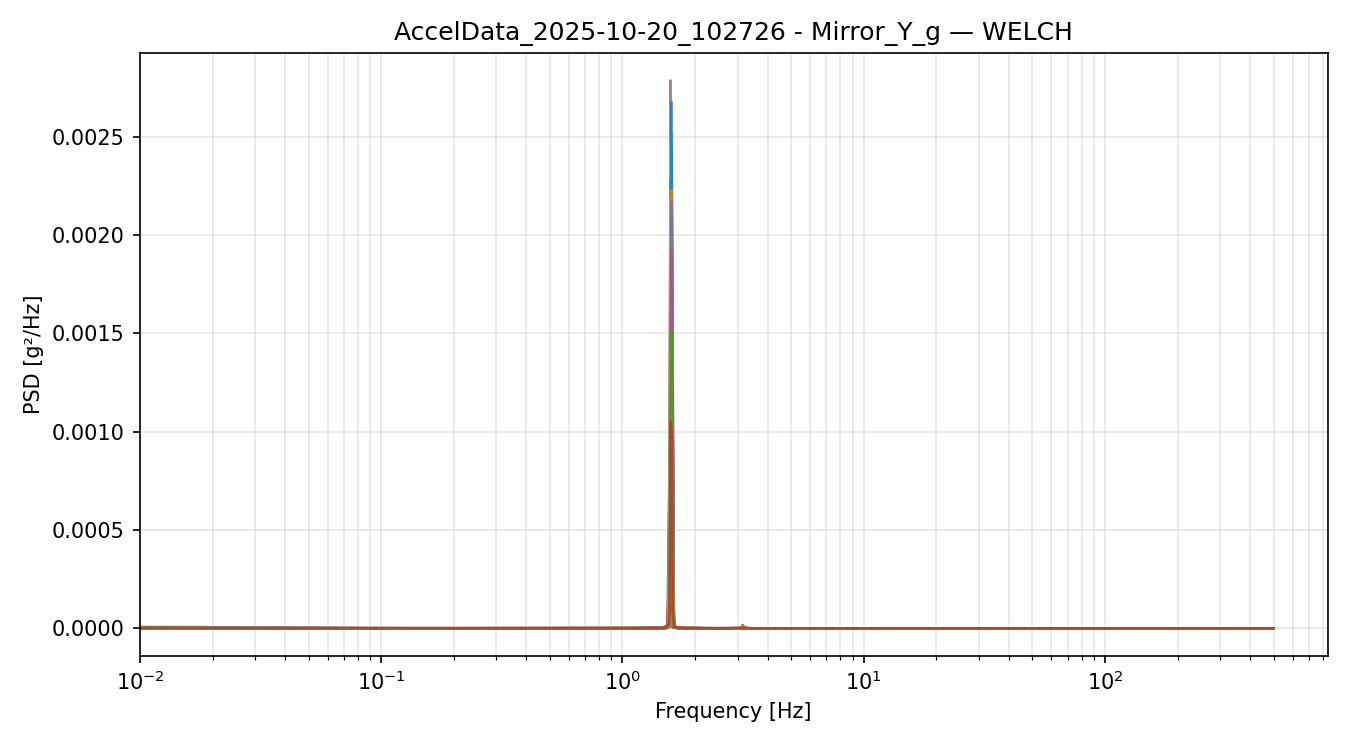 AccelData_2025-10-20_102726 - Mirror_Y_g — WELCH
PSD [g²/Hz]
0.0025
0.0020
0.0015
0.0010
0.0005
0.0000
10⁻² 10⁻¹ 10⁰ 10¹ 10²
Frequency [Hz]